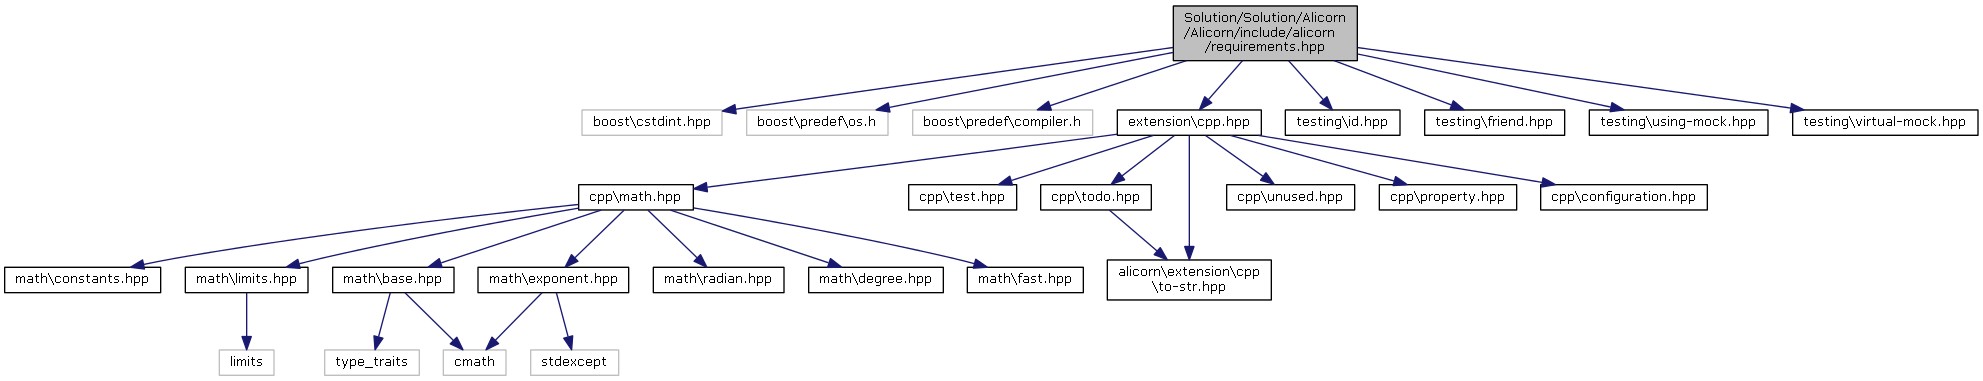 Solution/Solution/Alicorn
/Alicorn/include/alicorn
/requirements.hpp
boost\cstdint.hpp
boost\predef\os.h
boost\predef\compiler.h
extension\cpp.hpp
testing\id.hpp
testing\friend.hpp
testing\using-mock.hpp
testing\virtual-mock.hpp
cpp\math.hpp
cpp\test.hpp
cpp\todo.hpp
cpp\unused.hpp
cpp\property.hpp
cpp\configuration.hpp
math\constants.hpp
math\limits.hpp
math\base.hpp
math\exponent.hpp
math\radian.hpp
math\degree.hpp
math\fast.hpp
alicorn\extension\cpp
\to-str.hpp
limits
type_traits
cmath
stdexcept